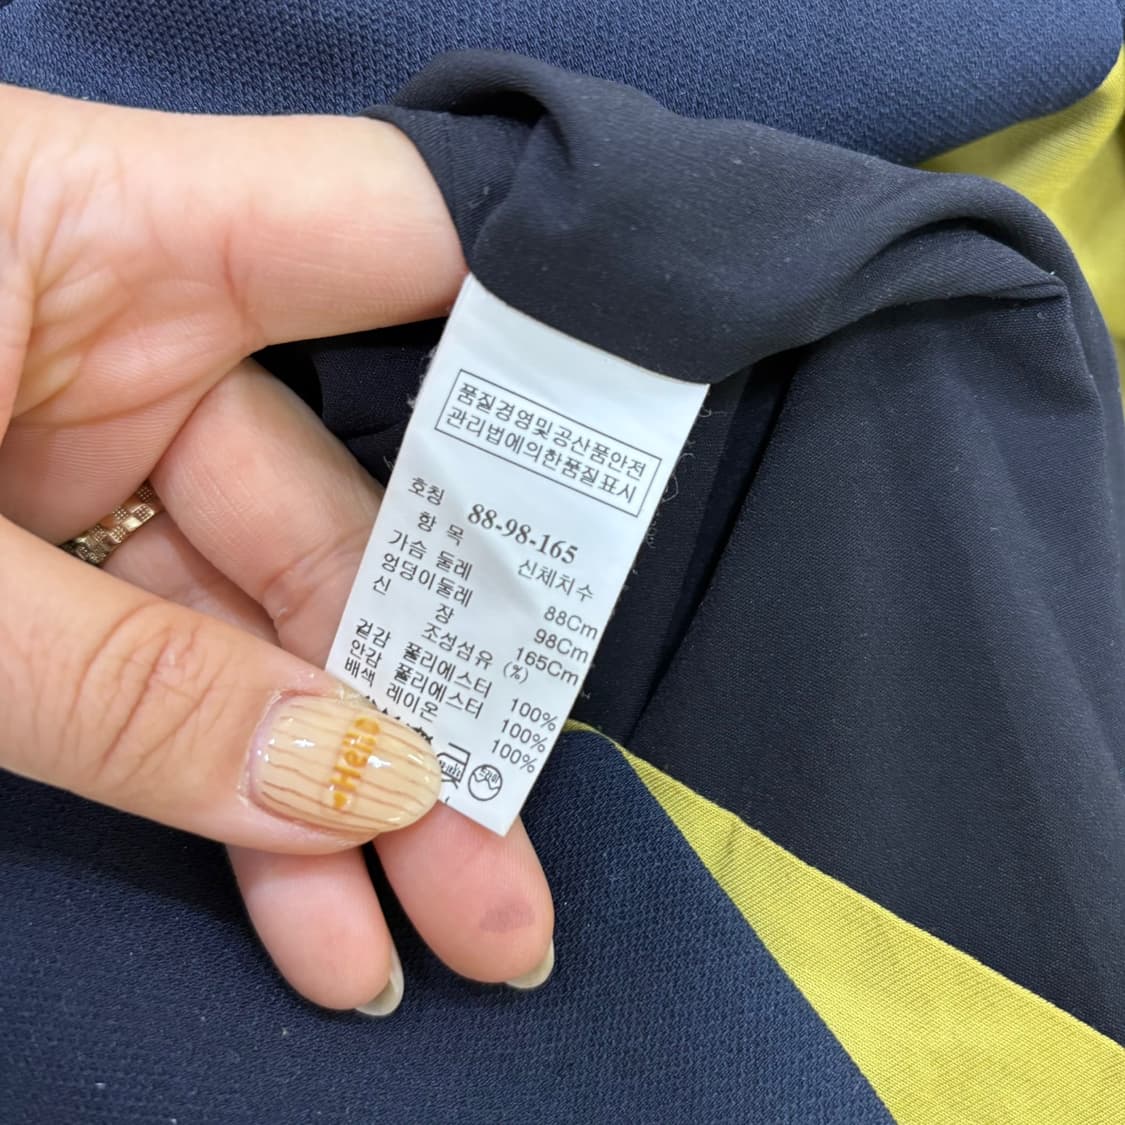 품질경영및공산품안전
관리법에의한품질표시
호칭 88-98-165
항 목 신체치수
가슴 둘레 88Cm
엉덩이둘레 98Cm
신 장 165Cm
조성섬유 (%)
겉감 폴리에스터 100%
안감 폴리에스터 100%
배색 레이온 100%
Hello